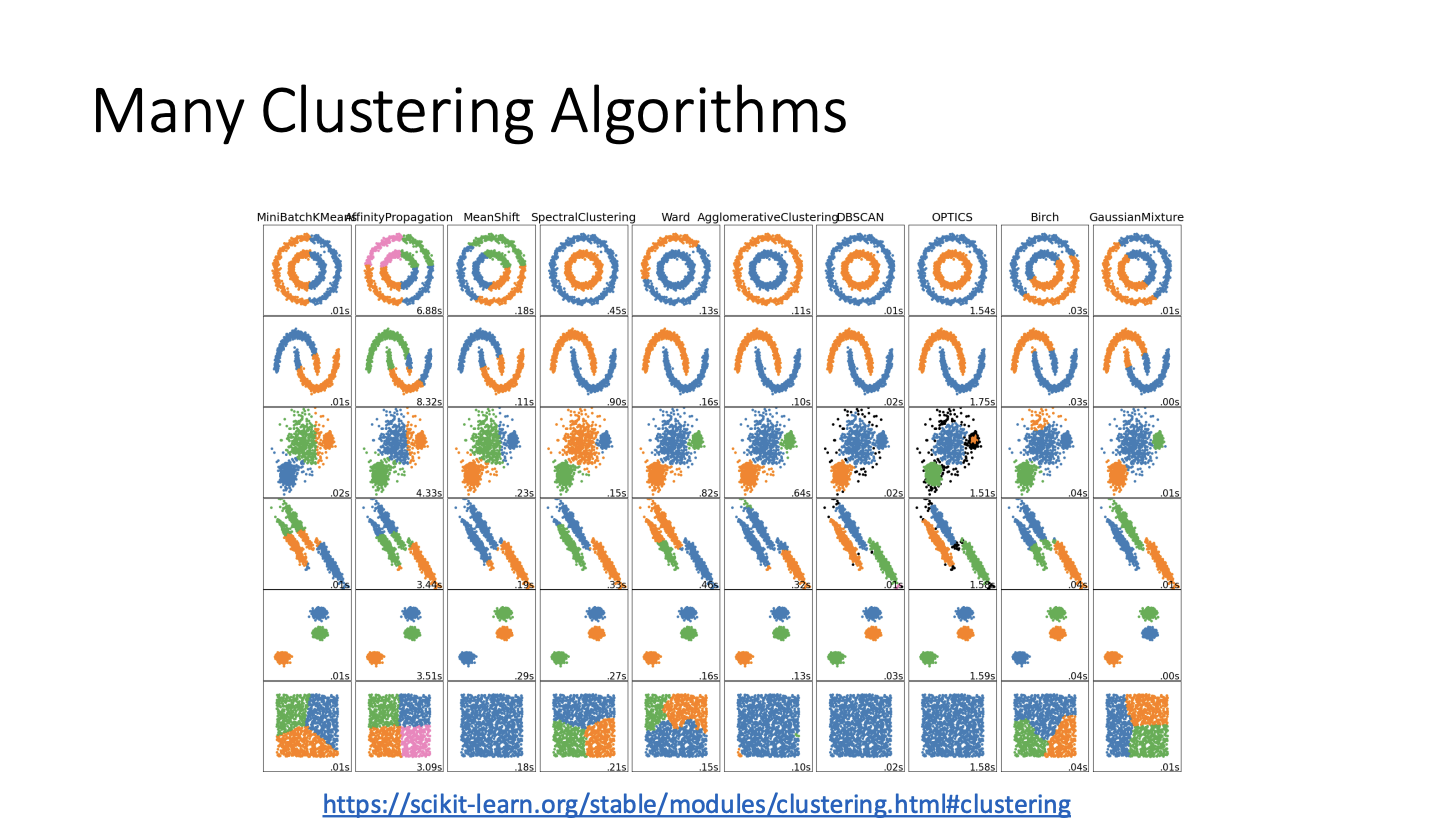 Many Clustering Algorithms
MiniBatchKMeans AffinityPropagation MeanShift SpectralClustering Ward AgglomerativeClustering DBSCAN OPTICS Birch GaussianMixture
.01s 6.88s .18s .45s .13s .11s .01s 1.54s .03s .01s
.01s 8.32s .11s .90s .16s .10s .02s 1.75s .03s .00s
.02s 4.33s .23s .15s .82s .64s .02s 1.51s .04s .01s
.01s 3.44s .19s .33s .46s .32s .01s .04s .01s
.01s 3.51s .29s .27s .16s .13s .03s 1.59s .04s .00s
.01s 3.09s .18s .21s .15s .10s .02s 1.58s .04s .01s
https://scikit-learn.org/stable/modules/clustering.html#clustering